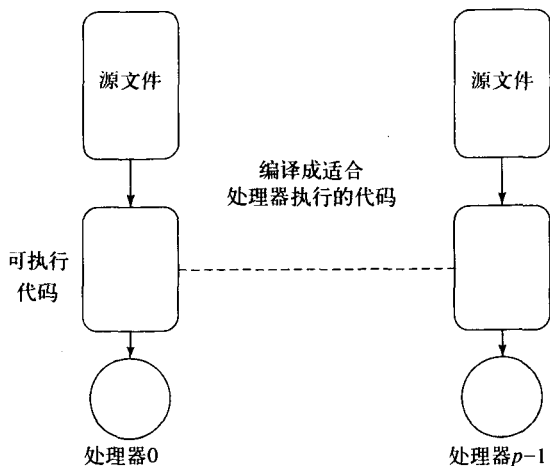 源文件
源文件
编译成适合
处理器执行的代码
可执行
代码
处理器0
处理器p-1